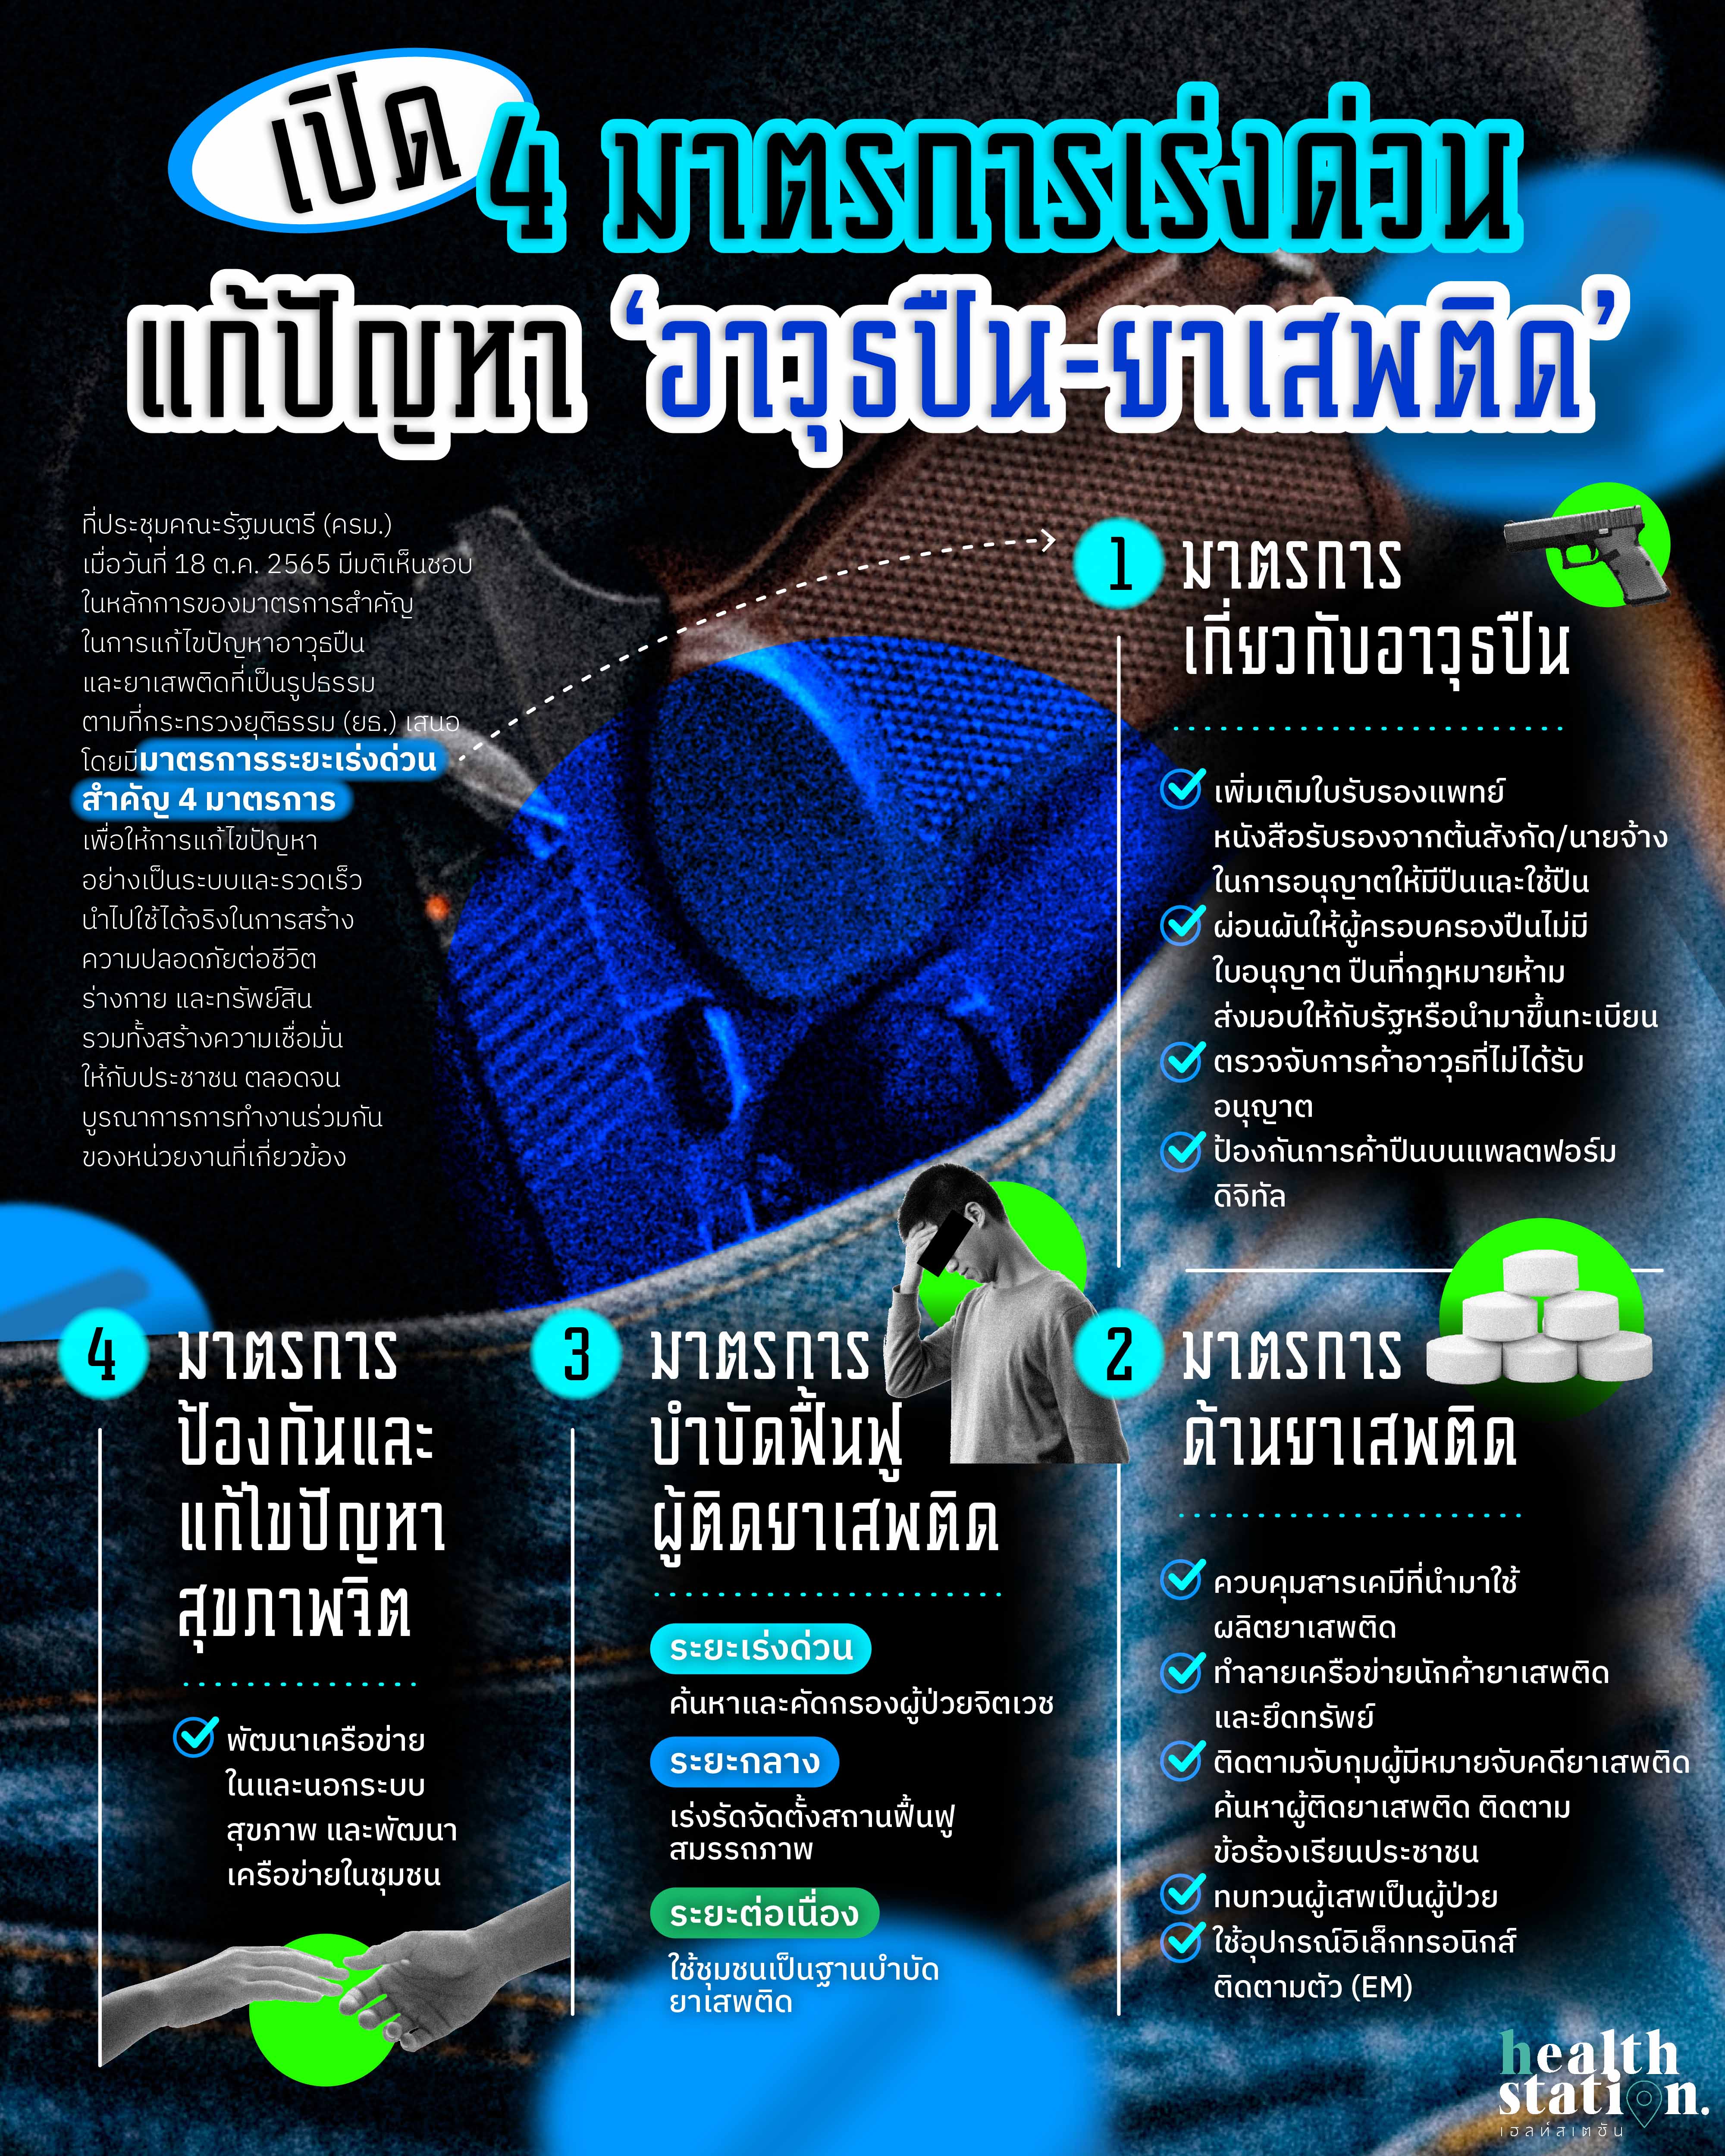 เปิด 4 มาตรการเร่งด่วน
แก้ปัญหา ‘อาวุธปืน-ยาเสพติด’
ที่ประชุมคณะรัฐมนตรี (ครม.)
เมื่อวันที่ 18 ต.ค. 2565 มีมติเห็นชอบ
ในหลักการของมาตรการสำคัญ
ในการแก้ไขปัญหาอาวุธปืน
และยาเสพติดที่เป็นรูปธรรม
ตามที่กระทรวงยุติธรรม (ยธ.) เสนอ
โดยมีมาตรการระยะเร่งด่วน
สำคัญ 4 มาตรการ
เพื่อให้การแก้ไขปัญหา
อย่างเป็นระบบและรวดเร็ว
นำไปใช้ได้จริงในการสร้าง
ความปลอดภัยต่อชีวิต
ร่างกาย และทรัพย์สิน
รวมทั้งสร้างความเชื่อมั่น
ให้กับประชาชน ตลอดจน
บูรณาการการทำงานร่วมกัน
ของหน่วยงานที่เกี่ยวข้อง
1 มาตรการ
เกี่ยวกับอาวุธปืน
เพิ่มเติมใบรับรองแพทย์
หนังสือรับรองจากต้นสังกัด/นายจ้าง
ในการอนุญาตให้มีปืนและใช้ปืน
ผ่อนผันให้ผู้ครอบครองปืนไม่มี
ใบอนุญาต ปืนที่กฎหมายห้าม
ส่งมอบให้กับรัฐหรือนำมาขึ้นทะเบียน
ตรวจจับการค้าอาวุธที่ไม่ได้รับ
อนุญาต
ป้องกันการค้าปืนบนแพลตฟอร์ม
ดิจิทัล
2 มาตรการ
ด้านยาเสพติด
ควบคุมสารเคมีที่นำมาใช้
ผลิตยาเสพติด
ทำลายเครือข่ายนักค้ายาเสพติด
และยึดทรัพย์
ติดตามจับกุมผู้มีหมายจับคดียาเสพติด
ค้นหาผู้ติดยาเสพติด ติดตาม
ข้อร้องเรียนประชาชน
ทบทวนผู้เสพเป็นผู้ป่วย
ใช้อุปกรณ์อิเล็กทรอนิกส์
ติดตามตัว (EM)
3 มาตรการ
บำบัดฟื้นฟู
ผู้ติดยาเสพติด
ระยะเร่งด่วน
ค้นหาและคัดกรองผู้ป่วยจิตเวช
ระยะกลาง
เร่งรัดจัดตั้งสถานฟื้นฟู
สมรรถภาพ
ระยะต่อเนื่อง
ใช้ชุมชนเป็นฐานบำบัด
ยาเสพติด
4 มาตรการ
ป้องกันและ
แก้ไขปัญหา
สุขภาพจิต
พัฒนาเครือข่าย
ในและนอกระบบ
สุขภาพ และพัฒนา
เครือข่ายในชุมชน
health
station.
เฮลท์สเตชัน